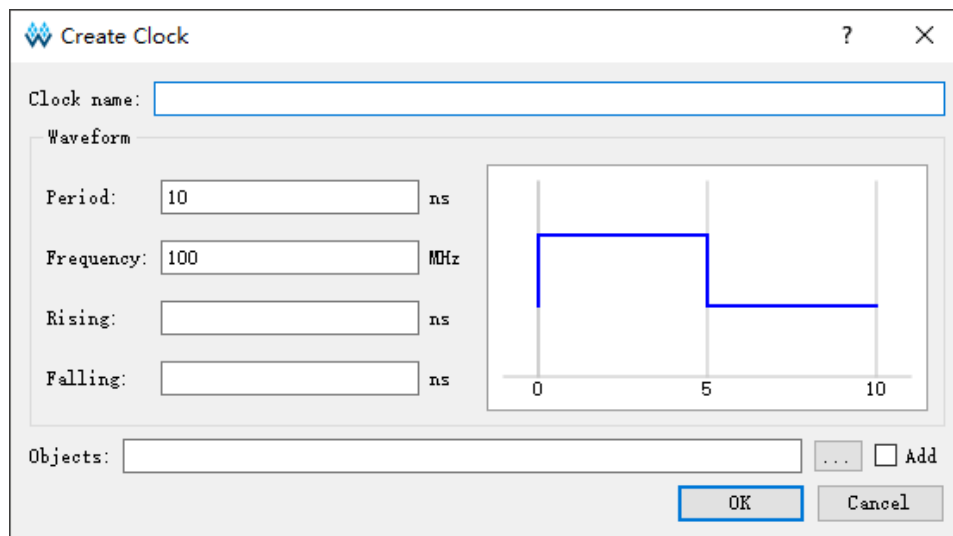 Create Clock ?
Clock name:
Waveform
Period: 10 ns
Frequency: 100 MHz
Rising: ns
Falling: ns
0 5 10
Objects: ... Add
OK Cancel